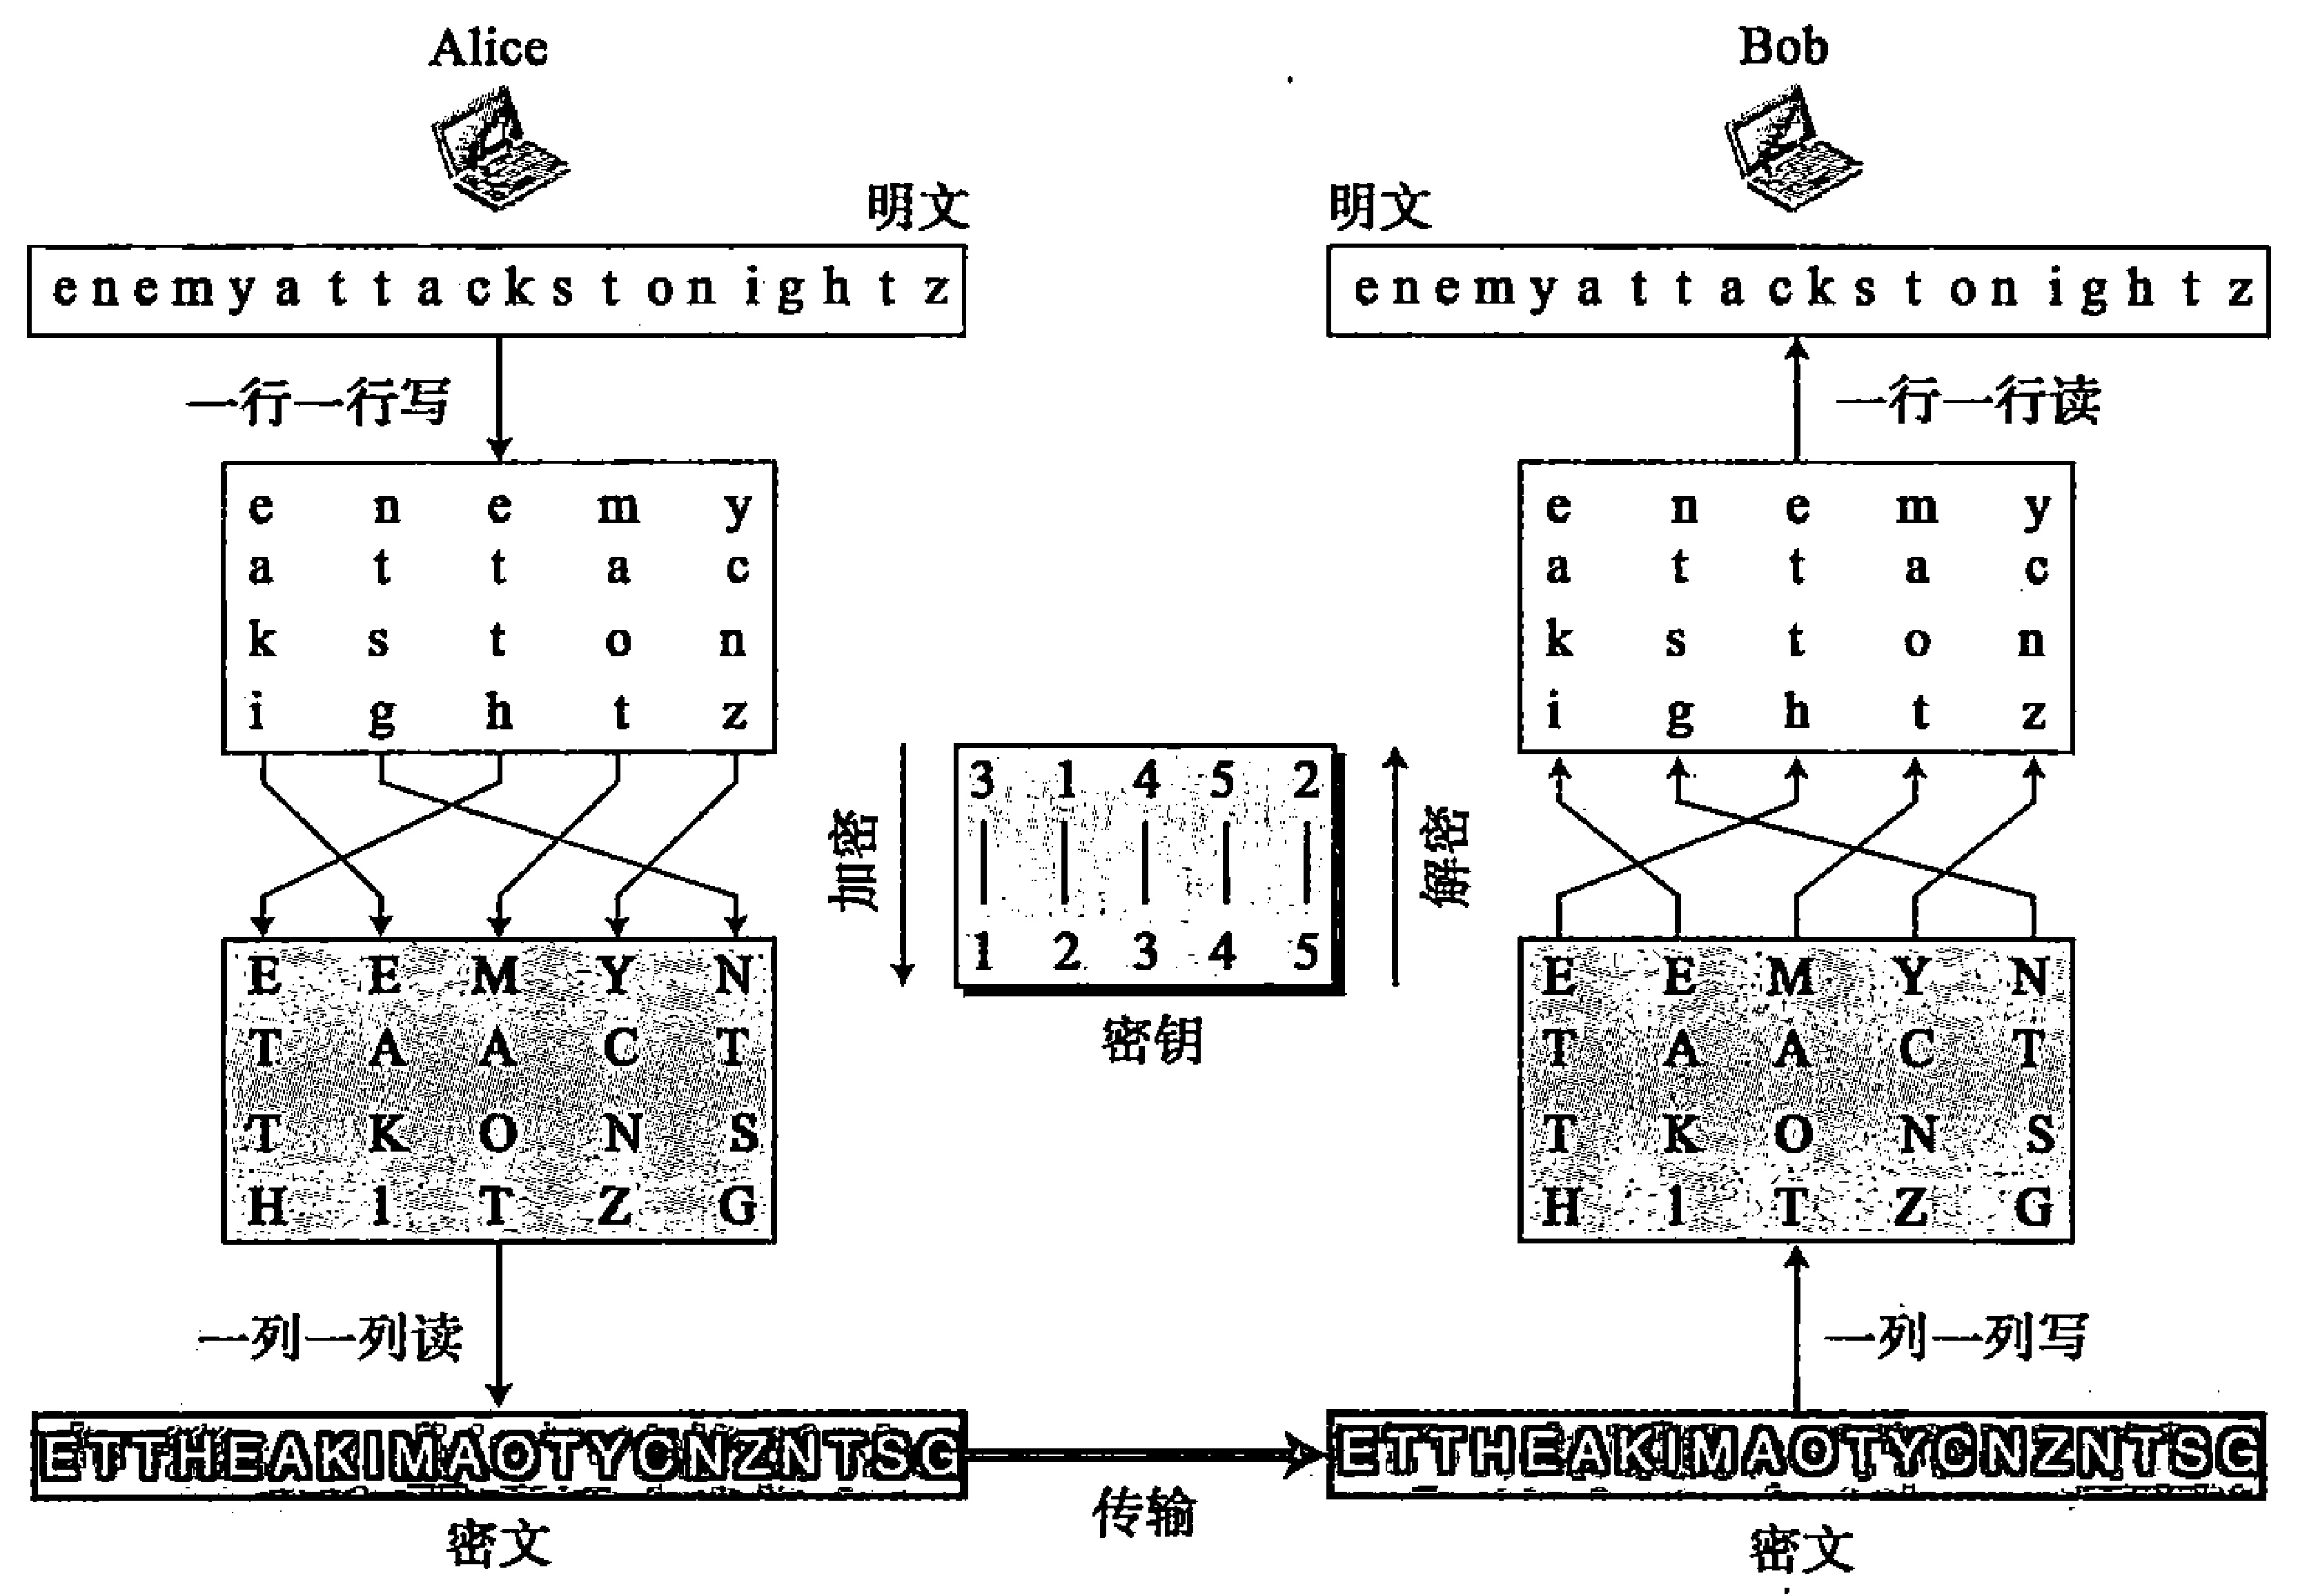 Alice
Bob
明文
明文
enemyattackstonightz
enemyattackstonightz
一行一行写
一行一行读
e n e m y
a t t a c
k s t o n
i g h t z
e n e m y
a t t a c
k s t o n
i g h t z
加密
3 1 4 5 2
1 2 3 4 5
密钥
解密
E E M Y N
T A A C T
T K O N S
H 1 T Z G
E E M Y N
T A A C T
T K O N S
H 1 T Z G
一列一列读
一列一列写
ETTHEAKIMAOTYCNZNTSG
传输
ETTHEAKIMAOTYCNZNTSG
密文
密文